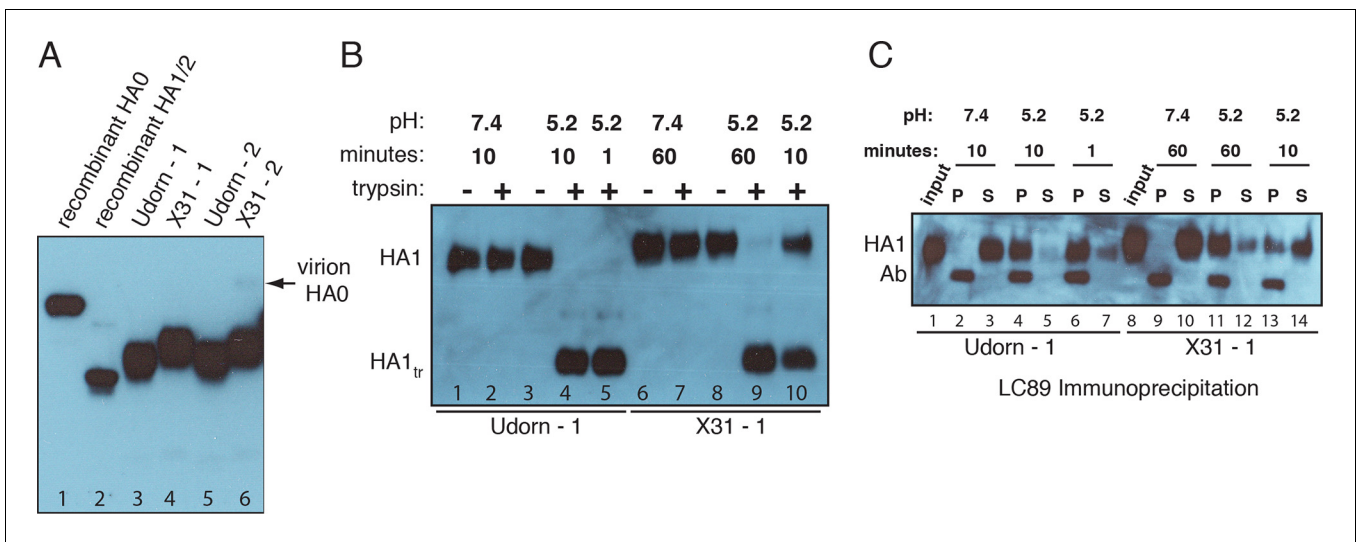 A
recombinant HA0
recombinant HA1/2
Udorn - 1
X31 - 1
Udorn - 2
X31 - 2
virion
HA0
1 2 3 4 5 6
B
pH: 7.4 5.2 5.2 7.4 5.2 5.2
minutes: 10 10 1 60 60 10
trypsin: - + - + + - + - + +
HA1
HA1tr
1 2 3 4 5 6 7 8 9 10
Udorn - 1 X31 - 1
C
pH: 7.4 5.2 5.2 7.4 5.2 5.2
minutes: 10 10 1 60 60 10
input P S P S P S input P S P S P S
HA1
Ab
1 2 3 4 5 6 7 8 9 10 11 12 13 14
Udorn - 1 X31 - 1
LC89 Immunoprecipitation